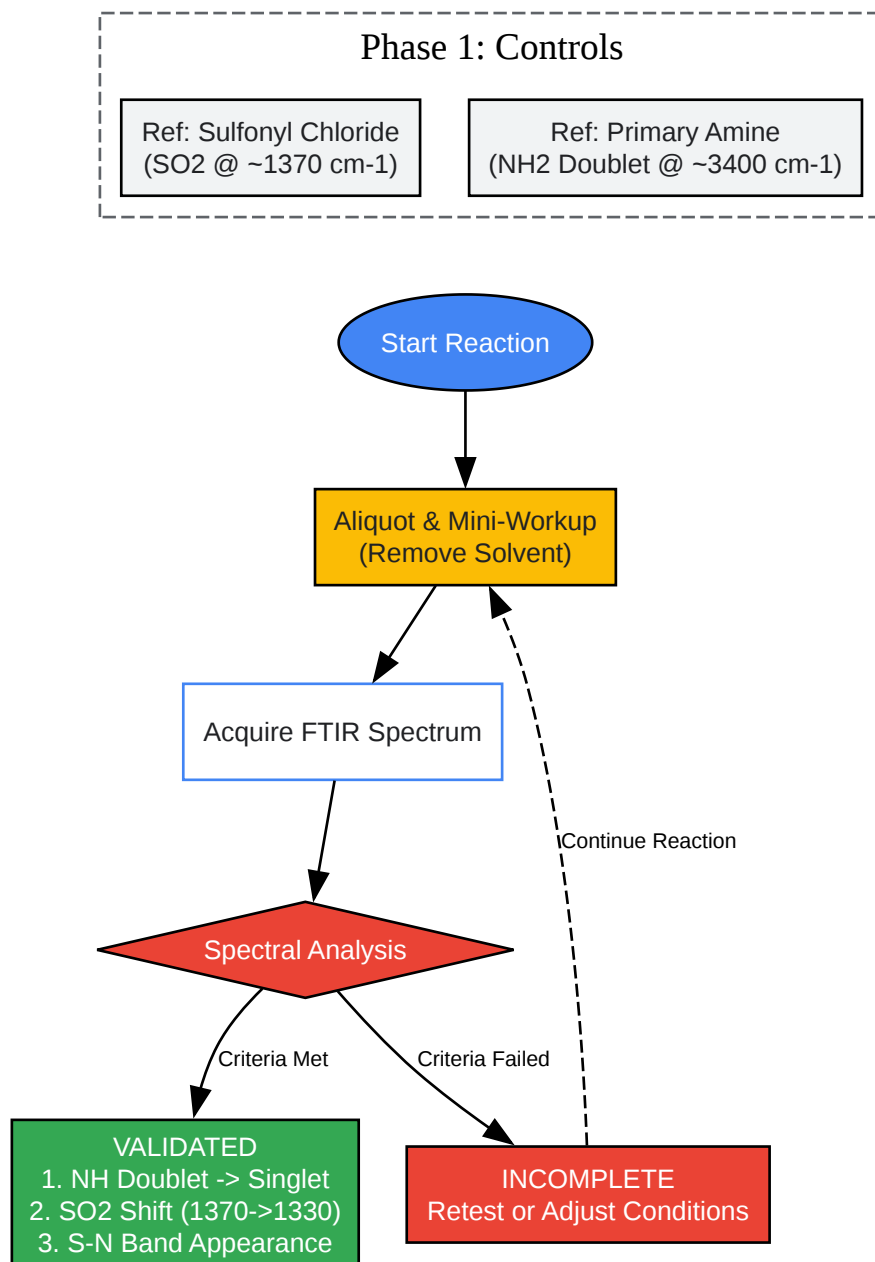 Phase 1: Controls
Ref: Sulfonyl Chloride
(SO2 @ ~1370 cm-1)
Ref: Primary Amine
(NH2 Doublet @ ~3400 cm-1)
Start Reaction
Aliquot & Mini-Workup
(Remove Solvent)
Acquire FTIR Spectrum
Continue Reaction
Spectral Analysis
Criteria Met
Criteria Failed
VALIDATED
1. NH Doublet -> Singlet
2. SO2 Shift (1370->1330)
3. S-N Band Appearance
INCOMPLETE
Retest or Adjust Conditions